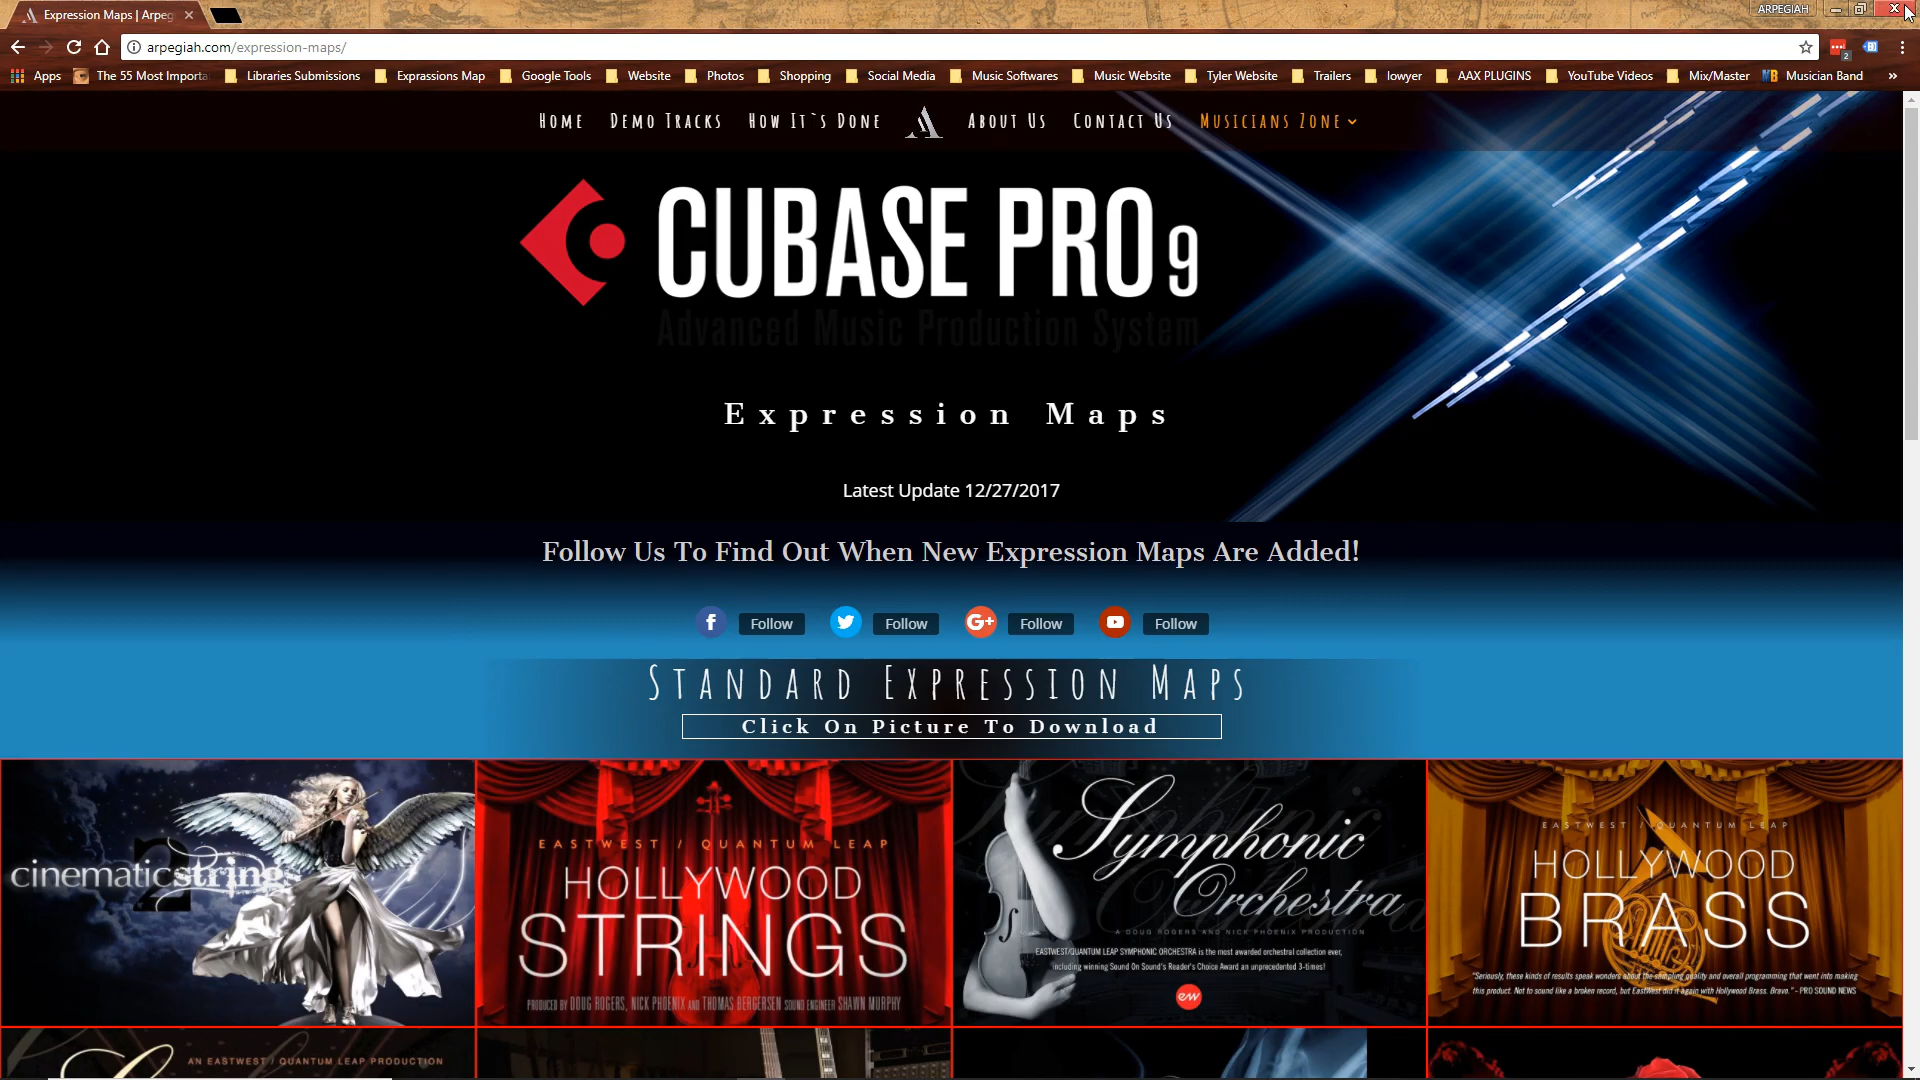 Expression Maps | Arpeg
ARPEGIAH
arpegiah.com/expression-maps/
2
Apps
The 55 Most Importa
Libraries Submissions
Exprassions Map
Google Tools
Website
Photos
Shopping
Social Media
Music Softwares
Music Website
Tyler Website
Trailers
lowyer
AAX PLUGINS
YouTube Videos
Mix/Master
Musician Band
»
Home
Demo Tracks
How It`s Done
About Us
Contact Us
Musicians Zone
CUBASE PRO 9
Advanced Music Production System
Expression Maps
Latest Update 12/27/2017
Follow Us To Find Out When New Expression Maps Are Added!
Follow
Follow
G+ Follow
Follow
Standard Expression Maps
Click On Picture To Download
cinematicstrings
2
EASTWEST / QUANTUM LEAP
HOLLYWOOD
STRINGS
PRODUCED BY DOUG ROGERS, NICK PHOENIX AND THOMAS BERGERSEN SOUND ENGINEER SHAWN MURPHY
Symphonic
Orchestra
A DOUG ROGERS AND NICK PHOENIX PRODUCTION
EASTWEST/QUANTUM LEAP SYMPHONIC ORCHESTRA is the most awarded orchestral collection ever,
including winning Sound On Sound's Reader's Choice Award an unprecedented 3-times!
ew
EASTWEST / QUANTUM LEAP
HOLLYWOOD
BRASS
"Seriously, these kinds of results speak wonders about the sampling quality and overall programming that went into making
this product. Not to sound like a broken record, but EastWest did it again with Hollywood Brass. Bravo." - PRO SOUND NEWS
AN EASTWEST / QUANTUM LEAP PRODUCTION